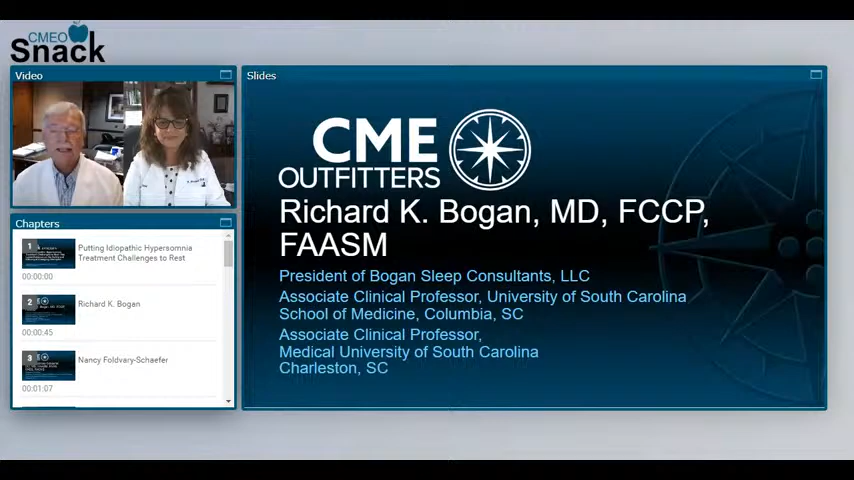 CMEO
Snack
Video
Slides
CME
OUTFITTERS
Richard K. Bogan, MD, FCCP,
FAASM
President of Bogan Sleep Consultants, LLC
Associate Clinical Professor, University of South Carolina
School of Medicine, Columbia, SC
Associate Clinical Professor,
Medical University of South Carolina
Charleston, SC
Chapters
1
Putting Idiopathic Hypersomnia
Treatment Challenges to Rest
00:00:00
2
Richard K. Bogan
00:00:45
3
Nancy Foldvary-Schaefer
00:01:07